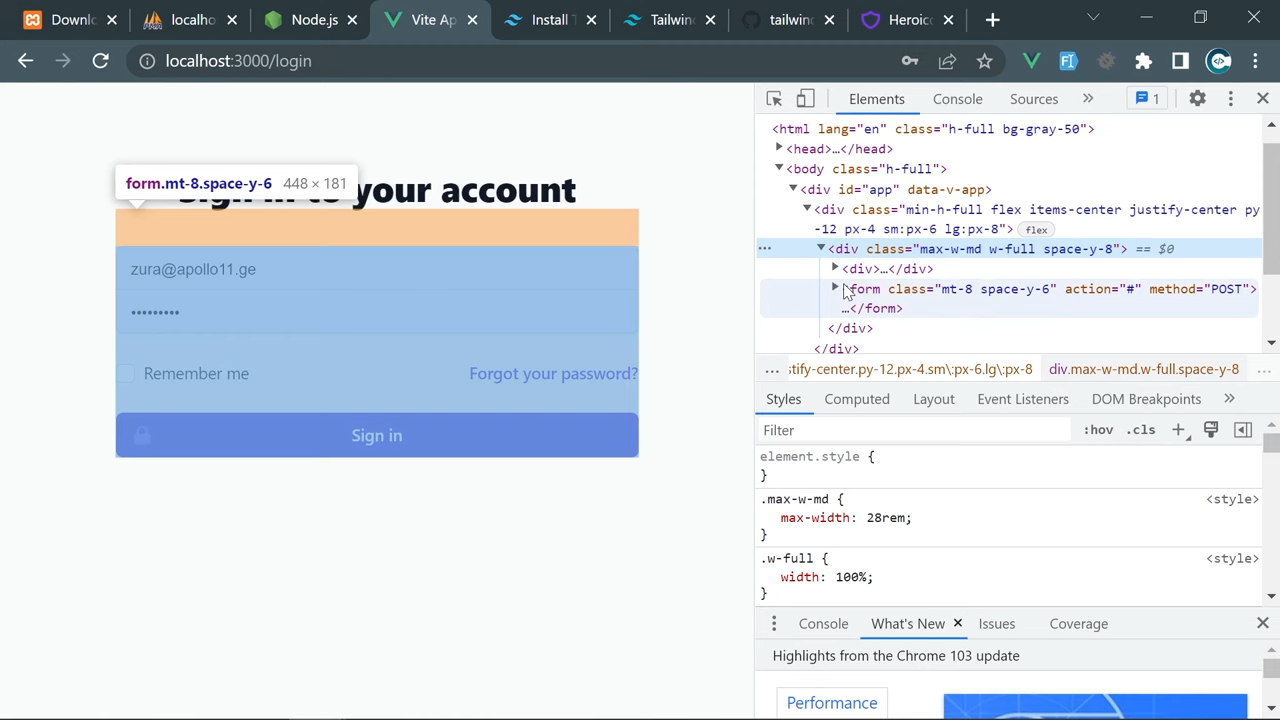 Downlo
localho
Node.js
Vite Ap
Install T
Tailwind
tailwind
Heroico
localhost:3000/login
Elements
Console
Sources
1
<html lang="en" class="h-full bg-gray-50">
<head>…</head>
<body class="h-full">
<div id="app" data-v-app>
<div class="min-h-full flex items-center justify-center py
-12 px-4 sm:px-6 lg:px-8"> flex
<div class="max-w-md w-full space-y-8"> == $0
<div>…</div>
<form class="mt-8 space-y-6" action="#" method="POST">
…</form>
</div>
</div>
form.mt-8.space-y-6 448 × 181
Sign in to your account
zura@apollo11.ge
•••••••••
Remember me
Forgot your password?
Sign in
… stify-center.py-12.px-4.sm\:px-6.lg\:px-8 div.max-w-md.w-full.space-y-8 …
Styles
Computed
Layout
Event Listeners
DOM Breakpoints
Filter
:hov
.cls
element.style {
}
.max-w-md { <style>
max-width: 28rem;
}
.w-full { <style>
width: 100%;
}
Console
What's New
Issues
Coverage
Highlights from the Chrome 103 update
Performance